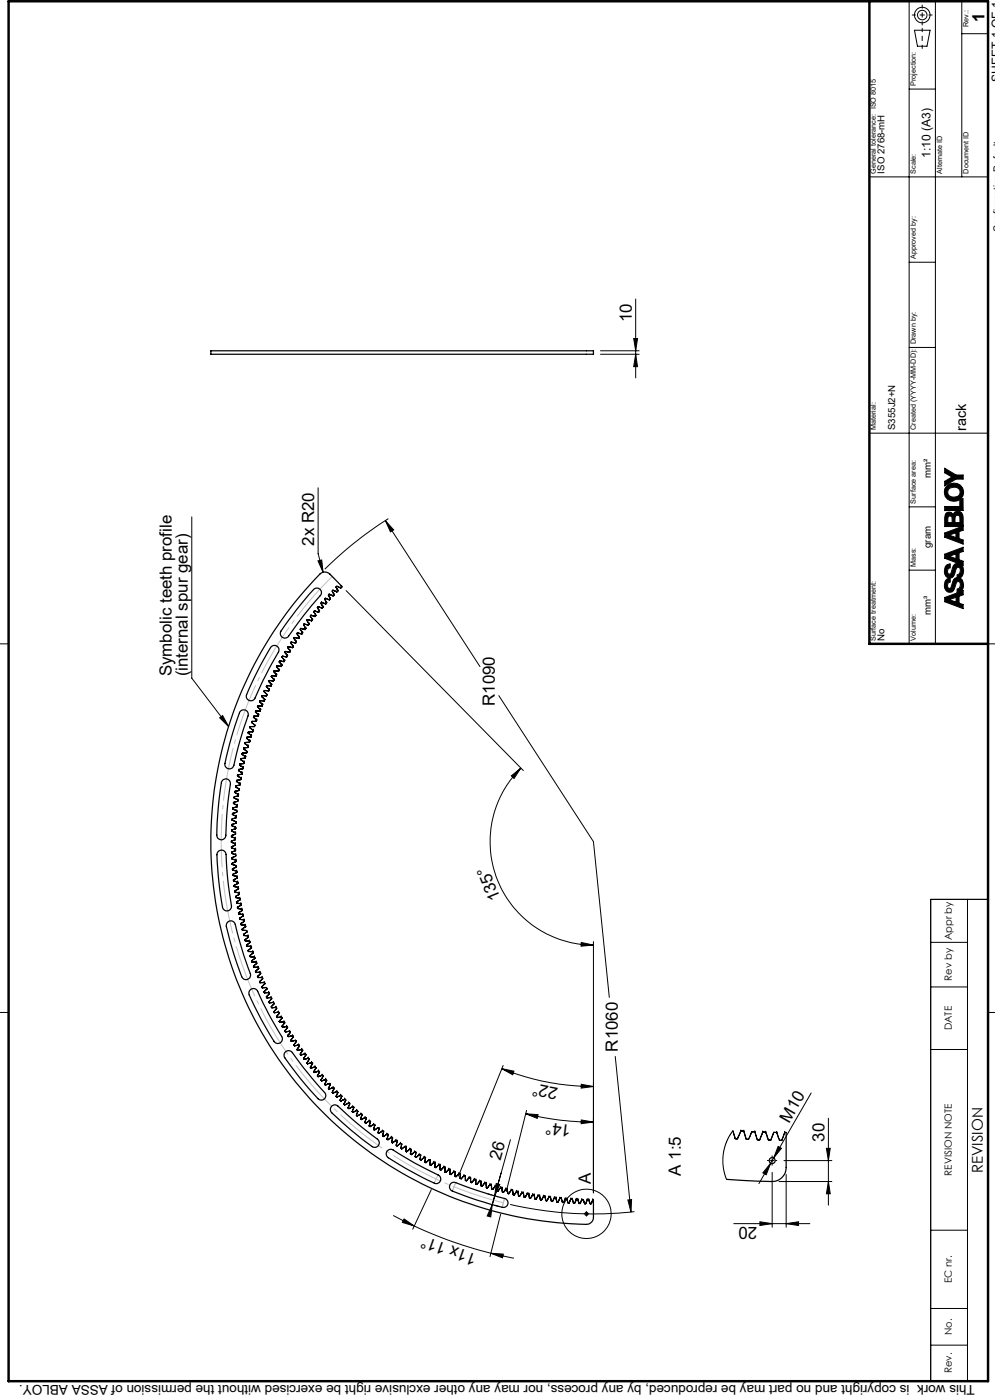 This work is copyright and no part may be reproduced, by any process, nor may any other exclusive right be exercised without the permission of ASSA ABLOY.
Symbolic teeth profile
(internal spur gear)
2x R20
R1090
135°
R1060
22°
14°
26
11x 11°
A
10
A 1:5
M10
30
20
Rev.
No.
EC nr.
REVISION NOTE
DATE
Rev by
Appr by
REVISION
Surface treatment:
No
Material:
S355J2+N
General tolerance: ISO 8015
ISO 2768-mH
Volume:
mm³
Mass:
gram
Surface area:
mm²
Created (YYYY-MM-DD):
Drawn by:
Approved by:
Scale:
1:10 (A3)
Projection:
ASSA ABLOY
rack
Alternate ID
Document ID
Rev.:
1
SHEET 1 OF 1